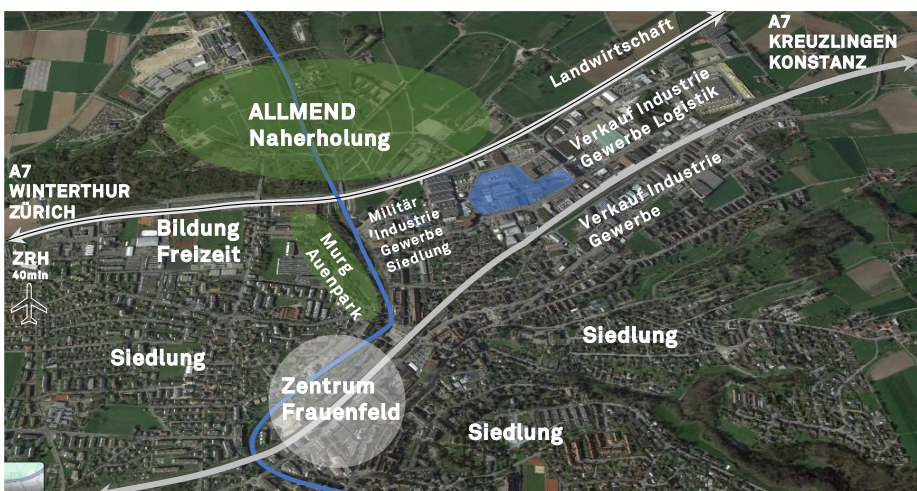 A7
KREUZLINGEN
KONSTANZ
Landwirtschaft
ALLMEND
Naherholung
Verkauf Industrie
Gewerbe Logistik
A7
WINTERTHUR
ZÜRICH
Verkauf Industrie
Gewerbe
Militär
Industrie
Gewerbe
Siedlung
Bildung
Freizeit
Murg
Auenpark
ZRH
40min
Siedlung
Siedlung
Zentrum
Frauenfeld
Siedlung